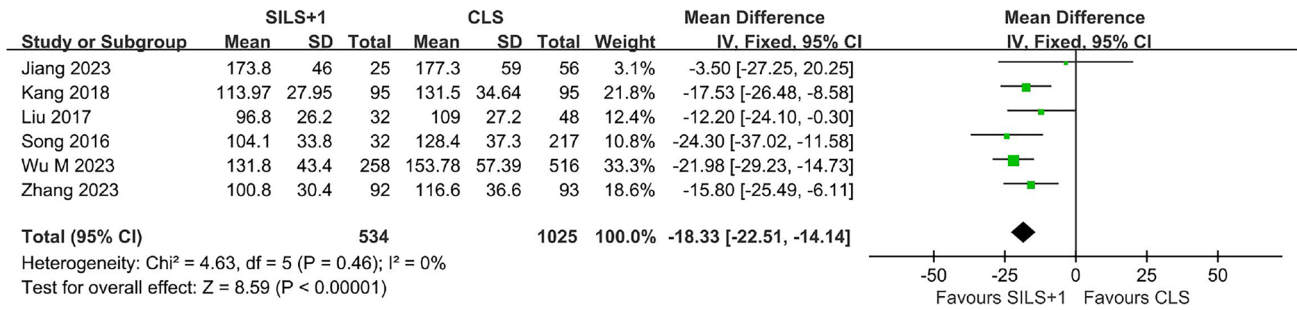 SILS+1 CLS Mean Difference Mean Difference
Study or Subgroup Mean SD Total Mean SD Total Weight IV, Fixed, 95% CI IV, Fixed, 95% CI
Jiang 2023 173.8 46 25 177.3 59 56 3.1% -3.50 [-27.25, 20.25]
Kang 2018 113.97 27.95 95 131.5 34.64 95 21.8% -17.53 [-26.48, -8.58]
Liu 2017 96.8 26.2 32 109 27.2 48 12.4% -12.20 [-24.10, -0.30]
Song 2016 104.1 33.8 32 128.4 37.3 217 10.8% -24.30 [-37.02, -11.58]
Wu M 2023 131.8 43.4 258 153.78 57.39 516 33.3% -21.98 [-29.23, -14.73]
Zhang 2023 100.8 30.4 92 116.6 36.6 93 18.6% -15.80 [-25.49, -6.11]
Total (95% CI) 534 1025 100.0% -18.33 [-22.51, -14.14]
Heterogeneity: Chi² = 4.63, df = 5 (P = 0.46); I² = 0%
Test for overall effect: Z = 8.59 (P < 0.00001)
-50 -25 0 25 50
Favours SILS+1 Favours CLS